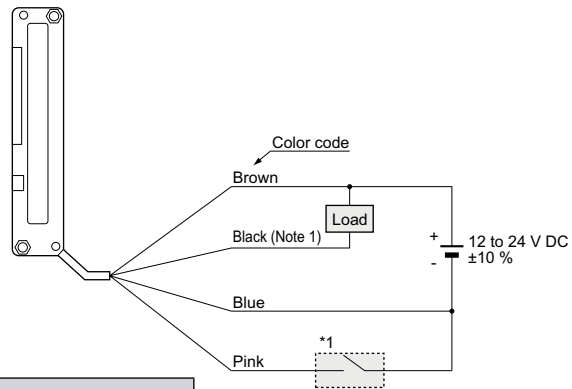 Color code
Brown
Load
Black (Note 1)
+
12 to 24 V DC
±10 %
-
Blue
*1
Pink